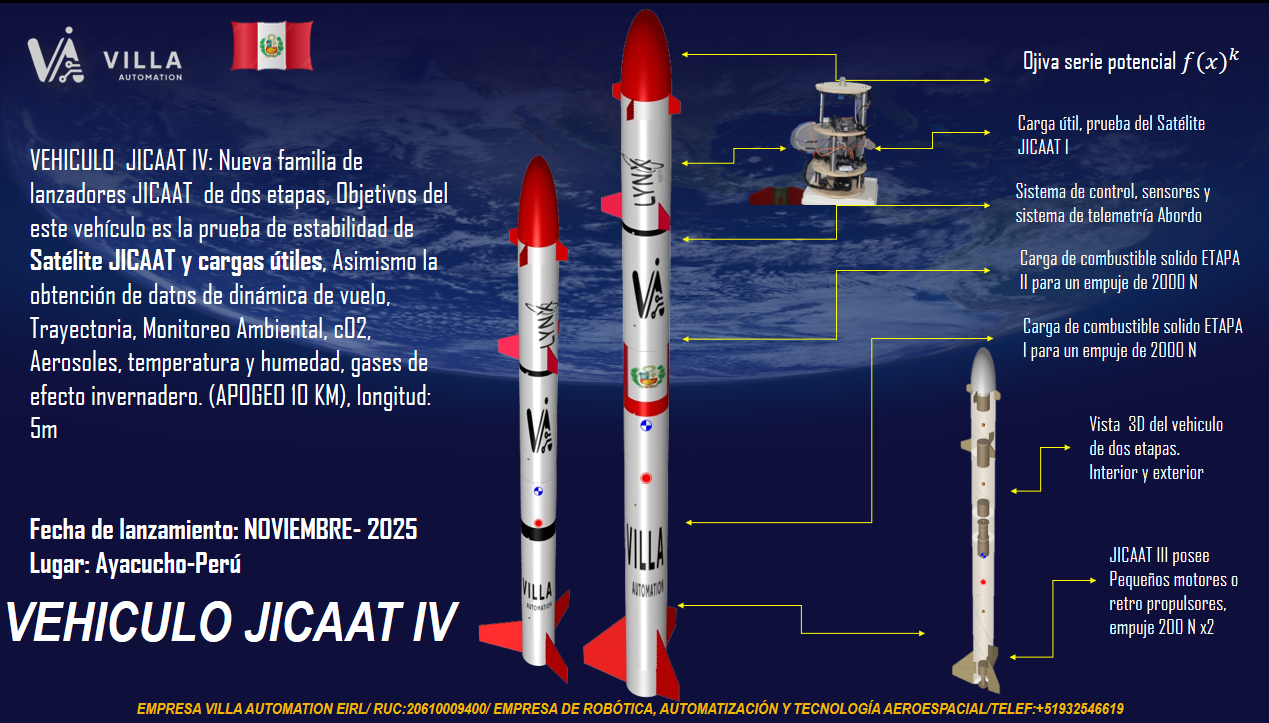 VILLA
AUTOMATION
VEHICULO JICAAT IV: Nueva familia de
lanzadores JICAAT de dos etapas, Objetivos del
este vehículo es la prueba de estabilidad de
Satélite JICAAT y cargas útiles, Asimismo la
obtención de datos de dinámica de vuelo,
Trayectoria, Monitoreo Ambiental, cO2,
Aerosoles, temperatura y humedad, gases de
efecto invernadero. (APOGEO 10 KM), longitud:
5m
Fecha de lanzamiento: NOVIEMBRE- 2025
Lugar: Ayacucho-Perú
VEHICULO JICAAT IV
LYNX
VILLA
AUTOMATION
LYNX
VILLA
AUTOMATION
Ojiva serie potencial f(x)^k
Carga útil, prueba del Satélite
JICAAT I
Sistema de control, sensores y
sistema de telemetría Abordo
Carga de combustible solido ETAPA
II para un empuje de 2000 N
Carga de combustible solido ETAPA
I para un empuje de 2000 N
Vista 3D del vehiculo
de dos etapas.
Interior y exterior
JICAAT III posee
Pequeños motores o
retro propulsores,
empuje 200 N x2
EMPRESA VILLA AUTOMATION EIRL/ RUC:20610009400/ EMPRESA DE ROBÓTICA, AUTOMATIZACIÓN Y TECNOLOGÍA AEROESPACIAL/TELEF:+51932546619